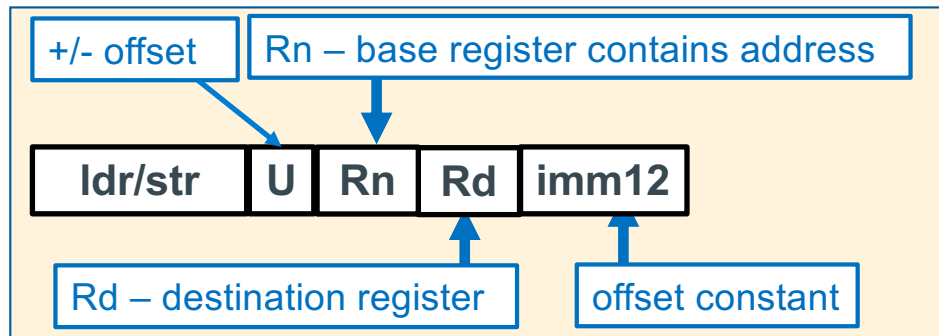 +/- offset
Rn – base register contains address
ldr/str U Rn Rd imm12
Rd – destination register
offset constant